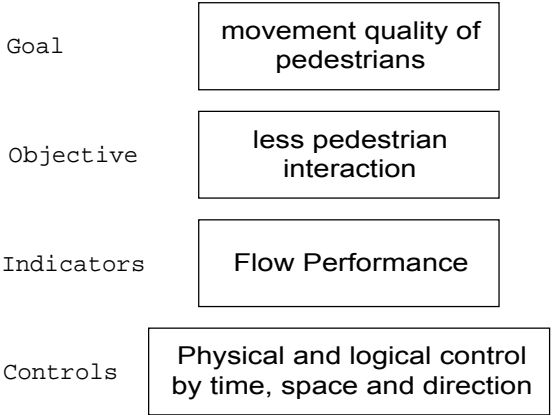 Goal
movement quality of
pedestrians
Objective
less pedestrian
interaction
Indicators
Flow Performance
Controls
Physical and logical control
by time, space and direction